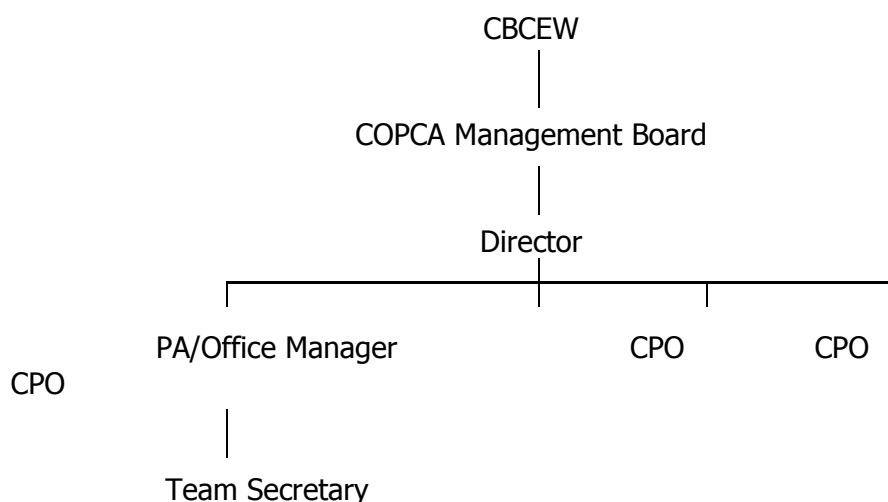 CBCEW
COPCA Management Board
Director
PA/Office Manager CPO CPO
CPO
Team Secretary